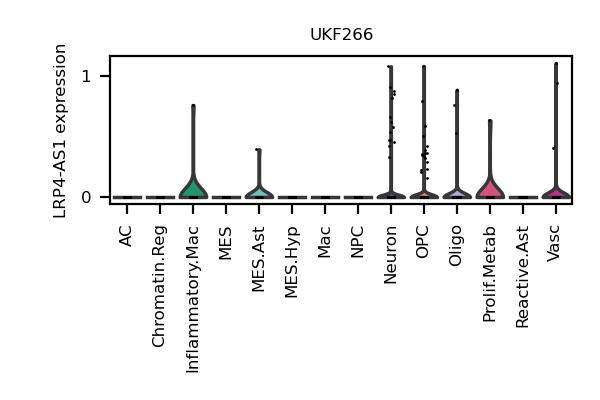 UKF266
LRP4-AS1 expression
1
0
AC
Chromatin.Reg
Inflammatory.Mac
MES
MES.Ast
MES.Hyp
Mac
NPC
Neuron
OPC
Oligo
Prolif.Metab
Reactive.Ast
Vasc